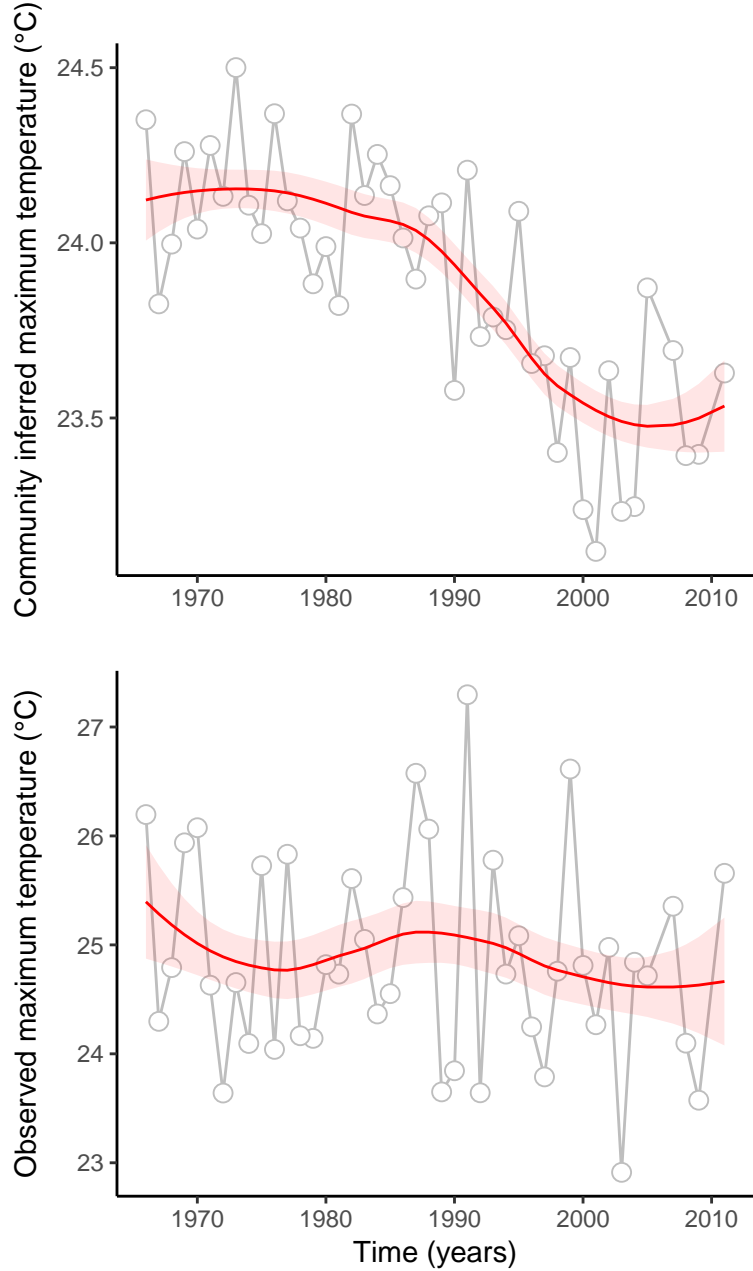 Community inferred maximum temperature (°C)
24.5
24.0
23.5
1970 1980 1990 2000 2010
Observed maximum temperature (°C)
27
26
25
24
23
1970 1980 1990 2000 2010
Time (years)